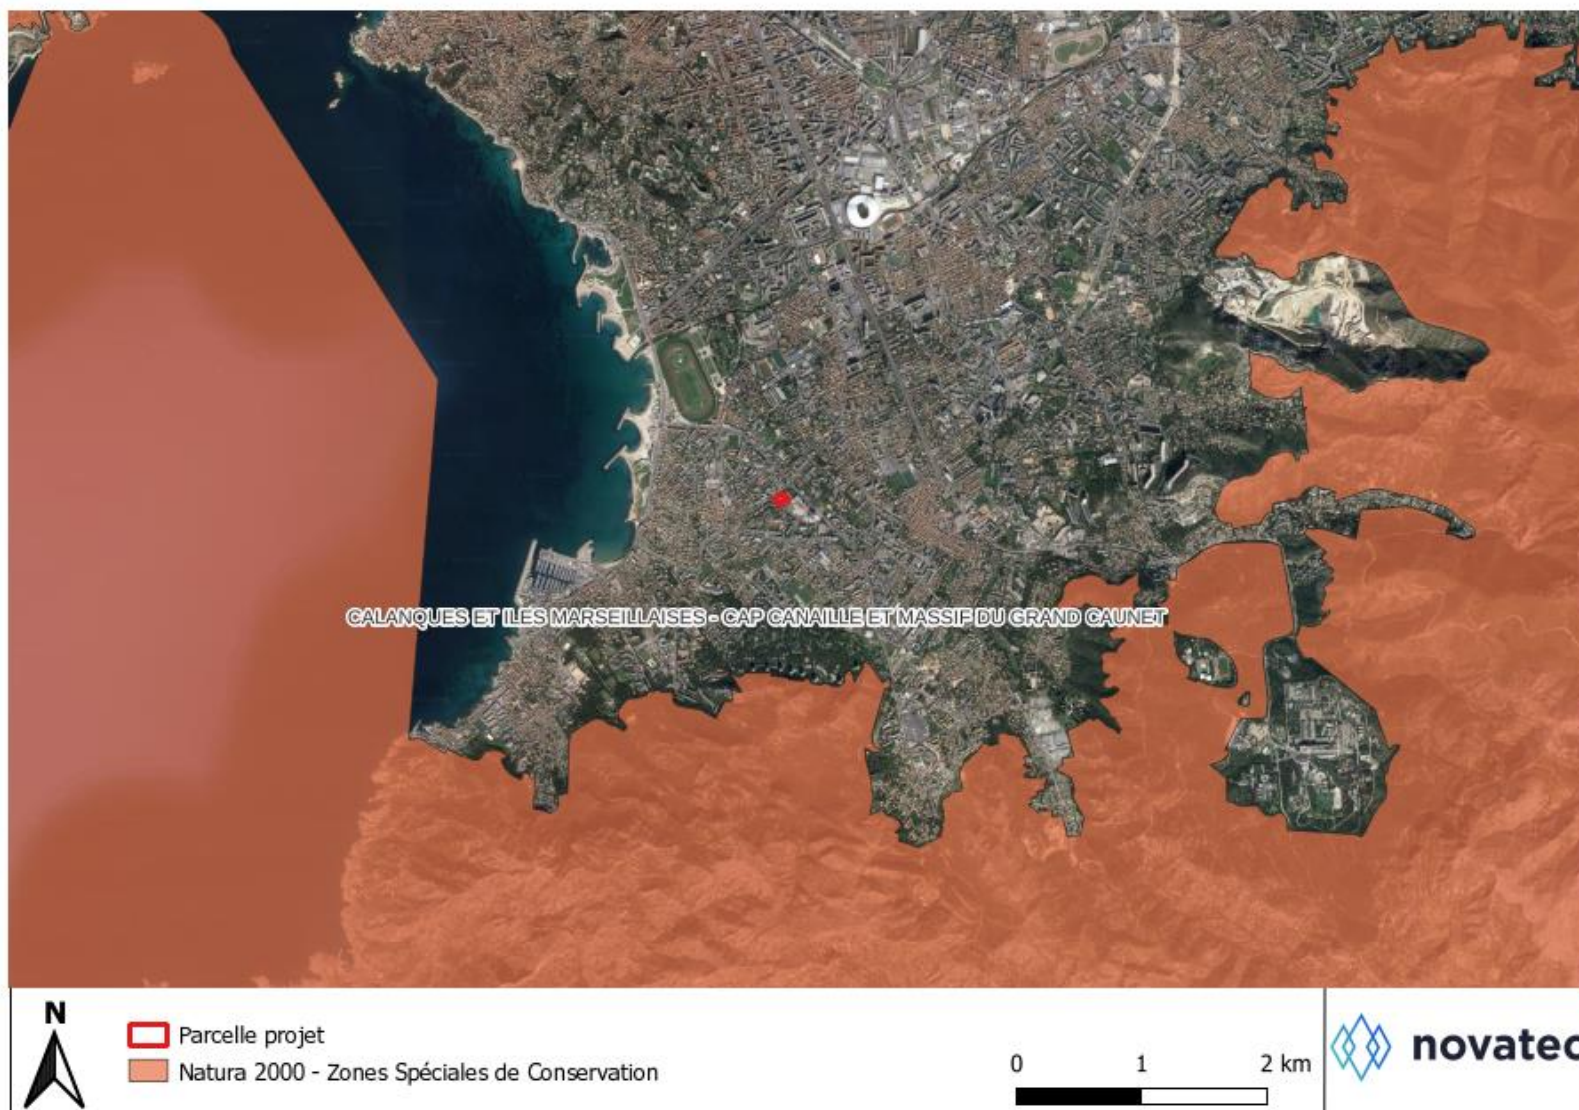 CALANQUES ET ILES MARSEILLAISES - CAP CANAILLE ET MASSIF DU GRAND CAUNET
N
Parcelle projet
Natura 2000 - Zones Spéciales de Conservation
0 1 2 km
novatec